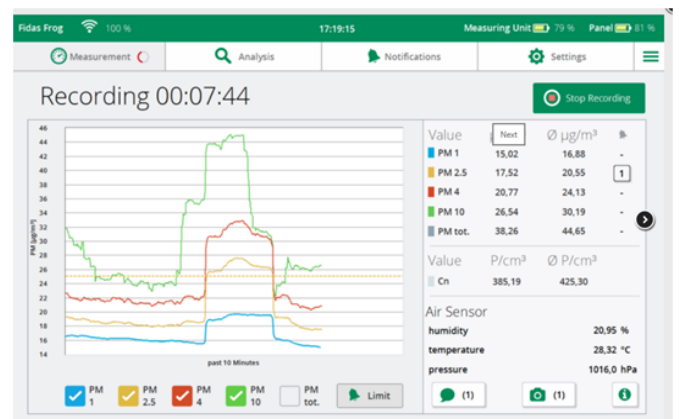 Fidas Frog 100 % 17:19:15 Measuring Unit 79 % Panel 81 %
Measurement Analysis Notifications Settings
Recording 00:07:44
Stop Recording
46
44
42
40
38
36
34
32
30
28
26
24
22
20
18
16
14
PM [µg/m³]
past 10 Minutes
PM 1
PM 2.5
PM 4
PM 10
PM tot.
Limit
Value Next Ø µg/m³
PM 1 15,02 16,88 -
PM 2.5 17,52 20,55 1
PM 4 20,77 24,13 -
PM 10 26,54 30,19 -
PM tot. 38,26 44,65 -
Value P/cm³ Ø P/cm³
Cn 385,19 425,30
Air Sensor
humidity 20,95 %
temperature 28,32 °C
pressure 1016,0 hPa
(1) (1)